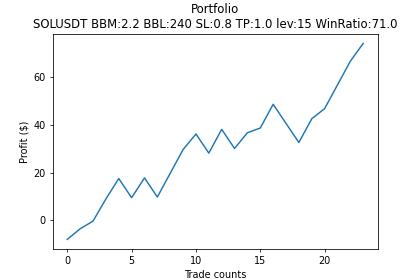 Portfolio
SOLUSDT BBM:2.2 BBL:240 SL:0.8 TP:1.0 lev:15 WinRatio:71.0
60
40
20
0
Profit ($)
0 5 10 15 20
Trade counts